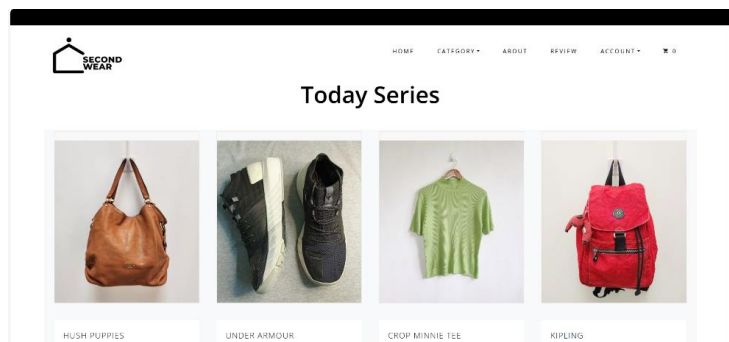 SECOND
WEAR
HOME CATEGORY ABOUT REVIEW ACCOUNT 0
Today Series
HUSH PUPPIES UNDER ARMOUR CROP MINNIE TEE KIPLING